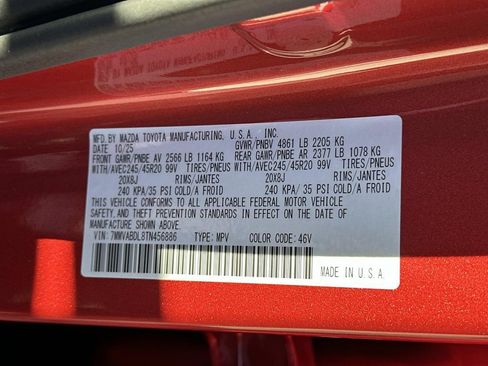 MFD. BY MAZDA TOYOTA MANUFACTURING, U.S.A., INC.
DATE 10/25 GVWR/PNBV 4861 LB 2205 KG
FRONT GAWR/PNBE AV 2566 LB 1164 KG REAR GAWR/PNBE AR 2377 LB 1078 KG
WITH/AVEC245/45R20 99V TIRES/PNEUS WITH/AVEC245/45R20 99V TIRES/PNEUS
20X8J RIMS/JANTES 20X8J RIMS/JANTES
240 KPA/ 35 PSI COLD/A FROID 240 KPA/ 35 PSI COLD/A FROID
THIS VEHICLE CONFORMS TO ALL APPLICABLE FEDERAL MOTOR VEHICLE
SAFETY, AND THEFT PREVENTION STANDARDS IN EFFECT ON THE DATE OF
MANUFACTURE SHOWN ABOVE.
VIN: 7MMVABDL8TN456886 TYPE: MPV COLOR CODE: 46V
MADE IN U.S.A.